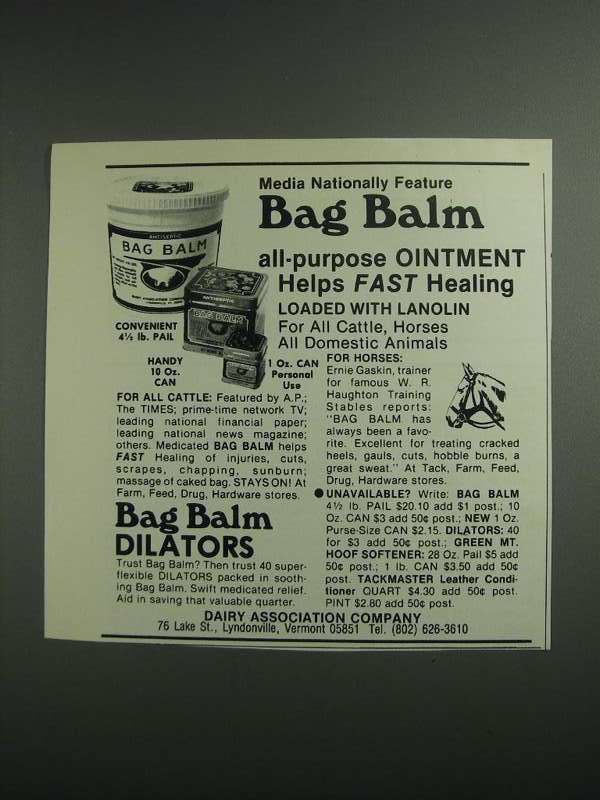 Media Nationally Feature
Bag Balm
all-purpose OINTMENT
Helps FAST Healing
LOADED WITH LANOLIN
For All Cattle, Horses
All Domestic Animals
ANTISEPTIC
BAG BALM
ANTISEPTIC
BAG BALM
CONVENIENT
4½ lb. PAIL
HANDY
10 Oz.
CAN
1 Oz. CAN
Personal
Use
FOR ALL CATTLE: Featured by A.P.;
The TIMES; prime-time network TV;
leading national financial paper;
leading national news magazine;
others. Medicated BAG BALM helps
FAST Healing of injuries, cuts,
scrapes, chapping, sunburn;
massage of caked bag. STAYS ON! At
Farm, Feed, Drug, Hardware stores.
Bag Balm
DILATORS
Trust Bag Balm? Then trust 40 super-
flexible DILATORS packed in sooth-
ing Bag Balm. Swift medicated relief.
Aid in saving that valuable quarter.
FOR HORSES:
Ernie Gaskin, trainer
for famous W. R.
Haughton Training
Stables reports:
"BAG BALM has
always been a favo-
rite. Excellent for treating cracked
heels, gauls, cuts, hobble burns, a
great sweat." At Tack, Farm, Feed,
Drug, Hardware stores.
● UNAVAILABLE? Write: BAG BALM
4½ lb. PAIL $20.10 add $1 post.; 10
Oz. CAN $3 add 50¢ post.; NEW 1 Oz.
Purse-Size CAN $2.15. DILATORS: 40
for $3 add 50¢ post.; GREEN MT.
HOOF SOFTENER: 28 Oz. Pail $5 add
50¢ post.; 1 lb. CAN $3.50 add 50¢
post. TACKMASTER Leather Condi-
tioner QUART $4.30 add 50¢ post.
PINT $2.80 add 50¢ post.
DAIRY ASSOCIATION COMPANY
76 Lake St., Lyndonville, Vermont 05851 Tel. (802) 626-3610